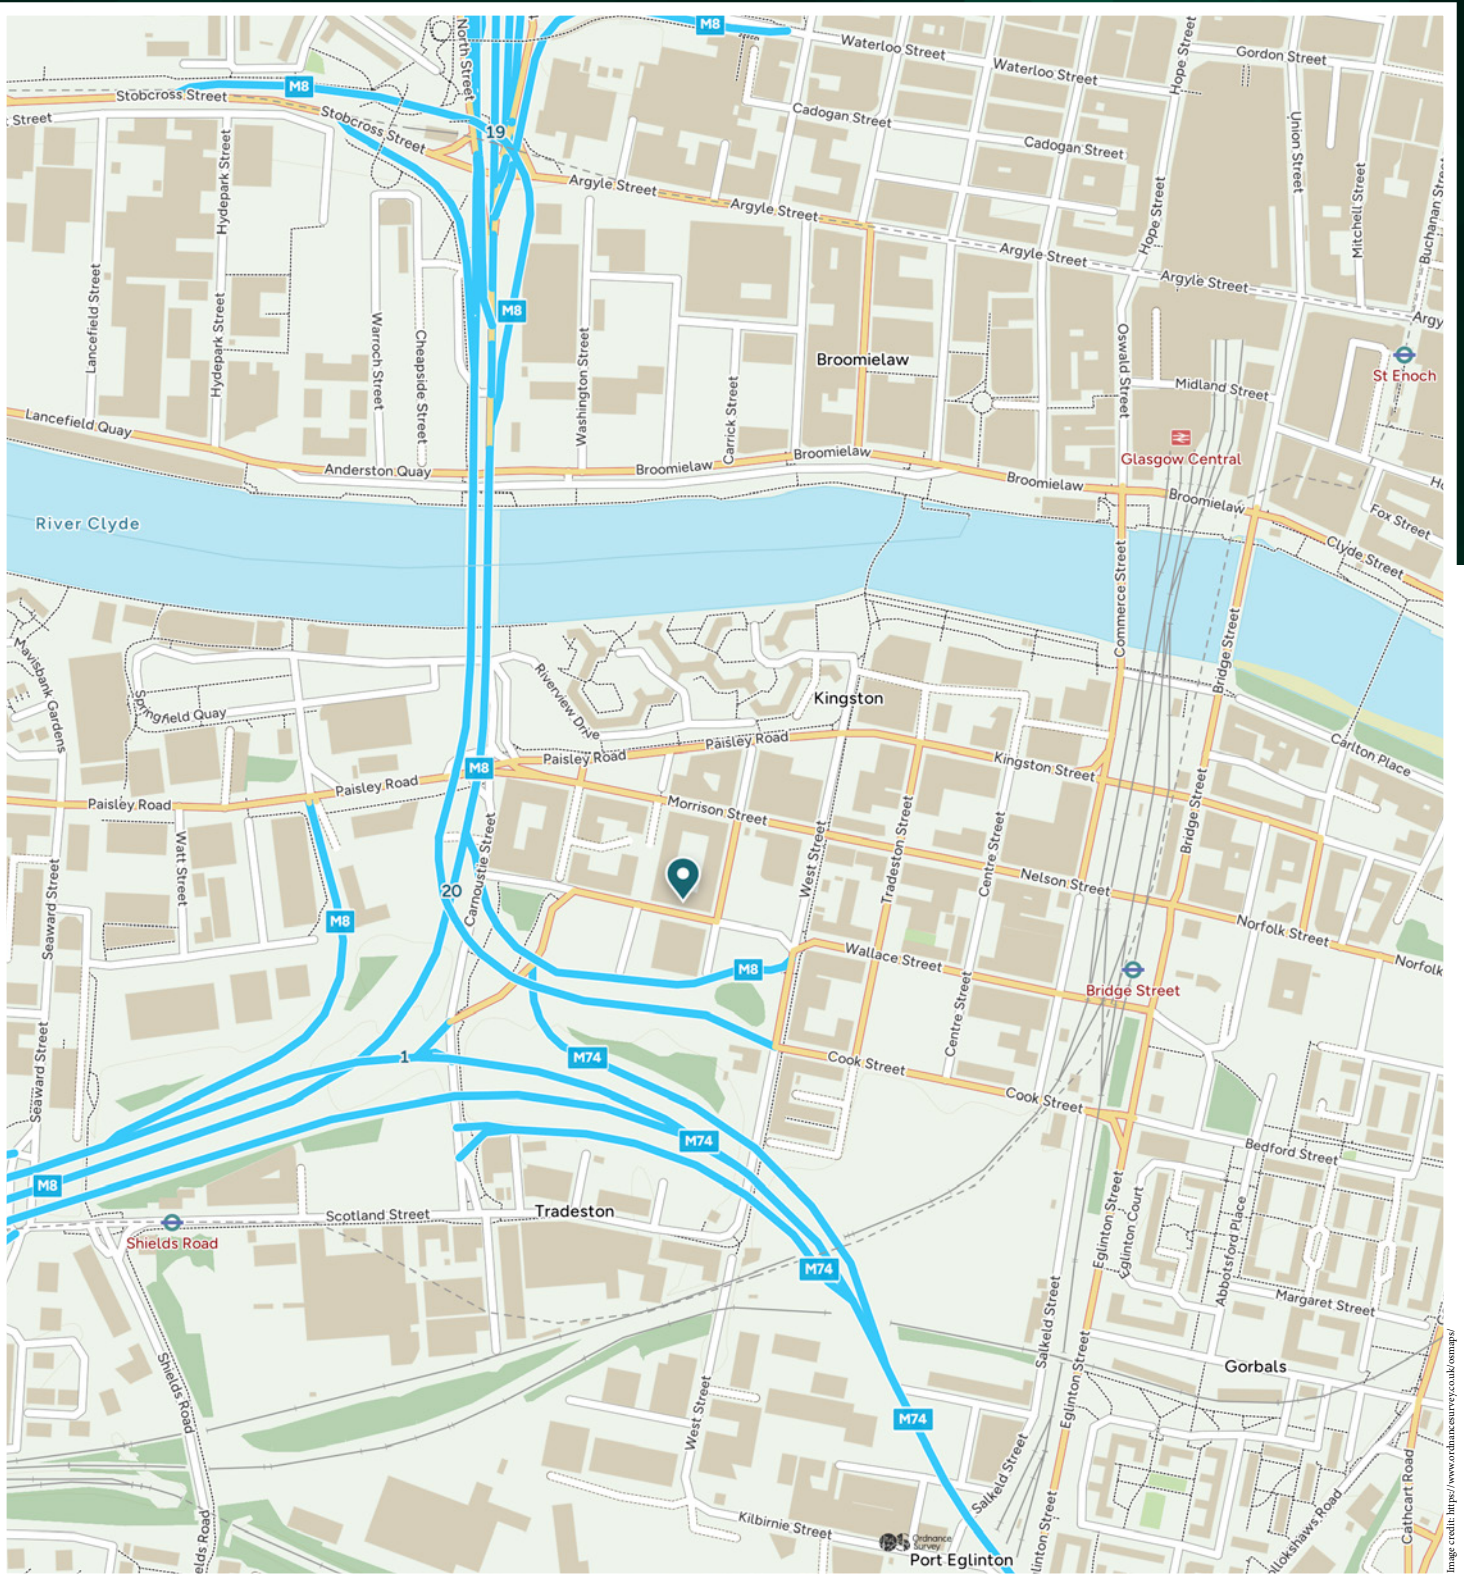 M8
North Street
Waterloo Street
Waterloo Street
Hope Street
Gordon Street
M8
Stobcross Street
Stobcross Street
Street
19
Cadogan Street
Cadogan Street
Union Street
Mitchell Street
Buchanan Street
Hydepark Street
Argyle Street
Argyle Street
Argyle Street
Argyle Street
Argy
Hope Street
Lancefield Street
Hydepark Street
Warroch Street
Cheapside Street
M8
Washington Street
Carrick Street
Broomielaw
Oswald Street
Midland Street
St Enoch
Glasgow Central
Lancefield Quay
Anderston Quay
Broomielaw
Broomielaw
Broomielaw
Broomielaw
Fox Street
Clyde Street
River Clyde
Commerce Street
Bridge Street
Mavisbank Gardens
Springfield Quay
Riverview Drive
Kingston
Carlton Place
Paisley Road
Paisley Road
Paisley Road
Paisley Road
M8
Kingston Street
Morrison Street
Bridge Street
Watt Street
Carnoustie Street
West Street
Tradeston Street
Centre Street
Nelson Street
Seaward Street
20
M8
Norfolk Street
Norfolk
M8
Wallace Street
Bridge Street
Centre Street
Seaward Street
1
M74
Cook Street
Cook Street
M74
Bedford Street
M8
Scotland Street
Tradeston
Shields Road
M74
Eglinton Street
Eglinton Court
Abbotsford Place
Margaret Street
Salkeld Street
Gorbals
Shields Road
West Street
M74
Eglinton Street
Salkeld Street
Cathcart Road
ollokshaws Road
Kilbirnie Street
elds Road
Ordnance
Survey
Port Eglinton
linton Street
Image credit: https://www.ordnancesurvey.co.uk/osmaps/